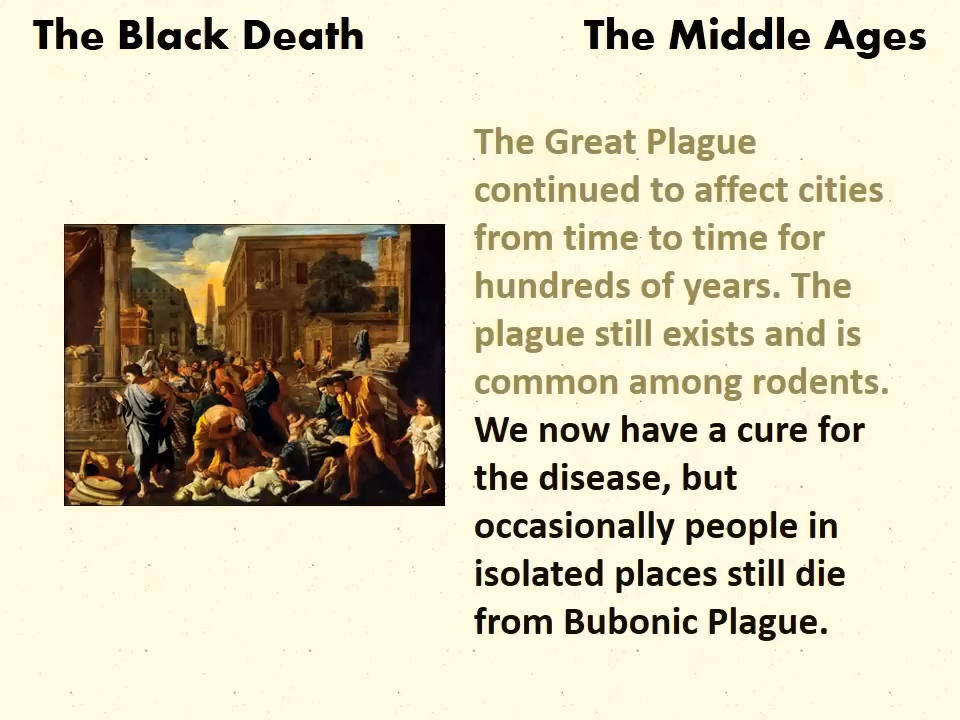 The Black Death
The Middle Ages
The Great Plague
continued to affect cities
from time to time for
hundreds of years. The
plague still exists and is
common among rodents.
We now have a cure for
the disease, but
occasionally people in
isolated places still die
from Bubonic Plague.